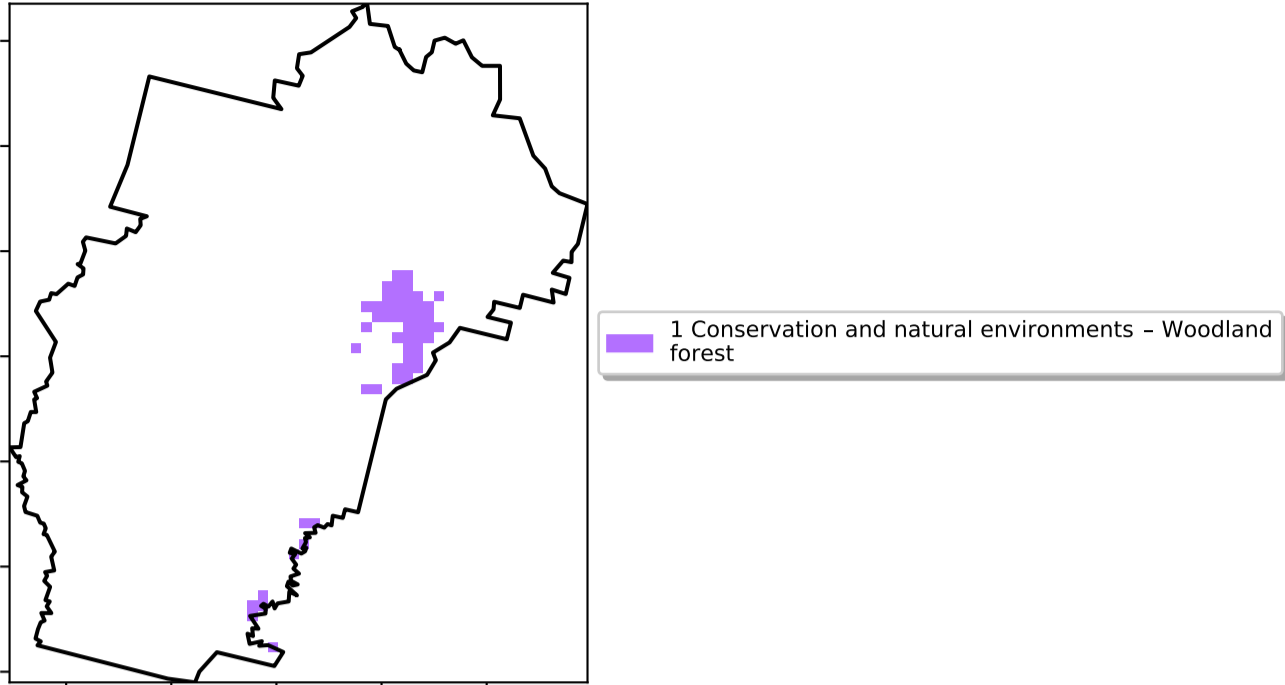 1 Conservation and natural environments – Woodland
forest